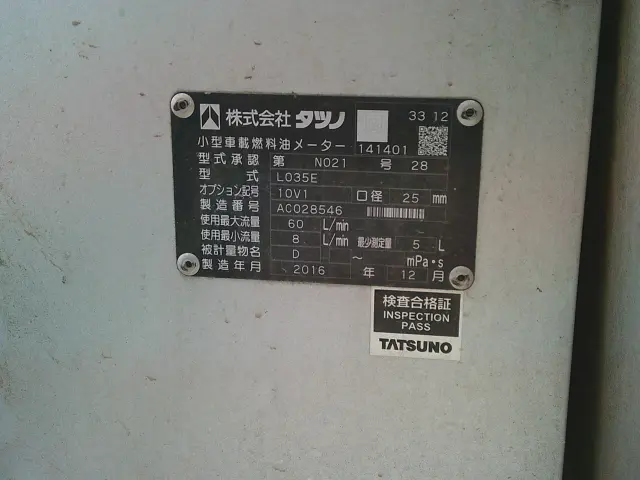 株式会社 タツノ 33 12
小型車載燃料油メーター 141401
型式承認 第 N021 号 28
型式 L035E
オプション記号 10V1 口径 25 mm
製造番号 AC028546
使用最大流量 60 L/min
使用最小流量 8 L/min 最少測定量 5 L
被計量物名 D ～ mPa・s
製造年月 2016 年 12 月
検査合格証
INSPECTION
PASS
TATSUNO